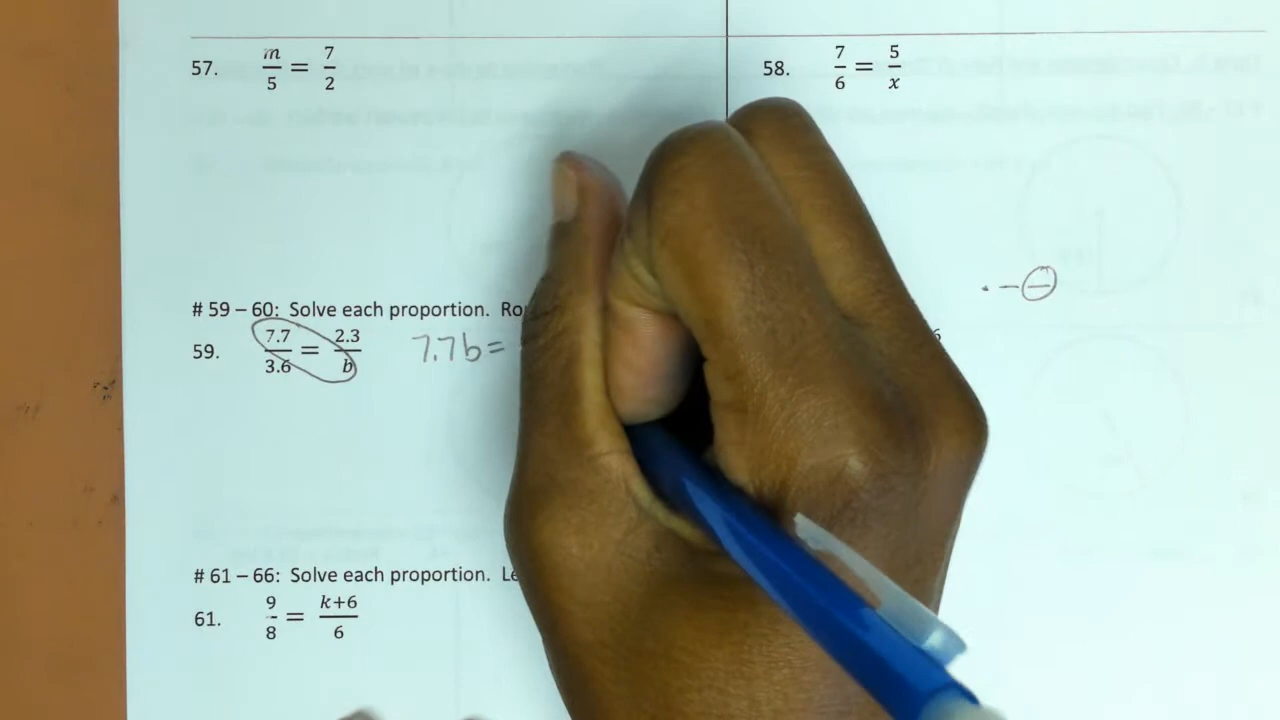 57. m/5 = 7/2
58. 7/6 = 5/x
# 59 – 60: Solve each proportion. Ro
59. 7.7/3.6 = 2.3/b 7.7b=
6
# 61 – 66: Solve each proportion. Le
61. 9/8 = k+6/6